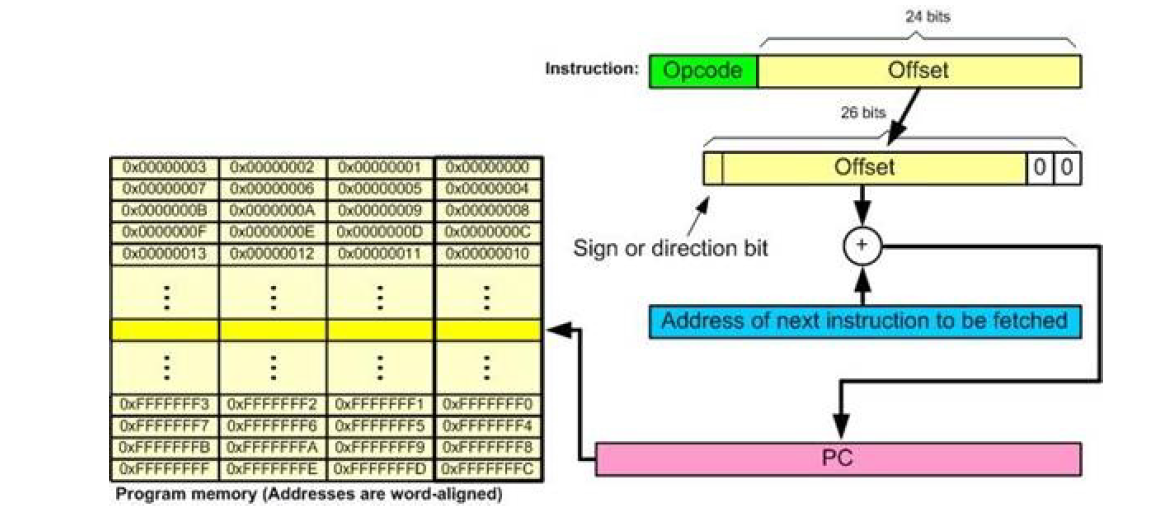 24 bits
Instruction: Opcode Offset
26 bits
Offset 0 0
Sign or direction bit
+
Address of next instruction to be fetched
PC
0x00000003 0x00000002 0x00000001 0x00000000
0x00000007 0x00000006 0x00000005 0x00000004
0x0000000B 0x0000000A 0x00000009 0x00000008
0x0000000F 0x0000000E 0x0000000D 0x0000000C
0x00000013 0x00000012 0x00000011 0x00000010
0xFFFFFFF3 0xFFFFFFF2 0xFFFFFFF1 0xFFFFFFF0
0xFFFFFFF7 0xFFFFFFF6 0xFFFFFFF5 0xFFFFFFF4
0xFFFFFFFB 0xFFFFFFFA 0xFFFFFFF9 0xFFFFFFF8
0xFFFFFFFF 0xFFFFFFFE 0xFFFFFFFD 0xFFFFFFFC
Program memory (Addresses are word-aligned)